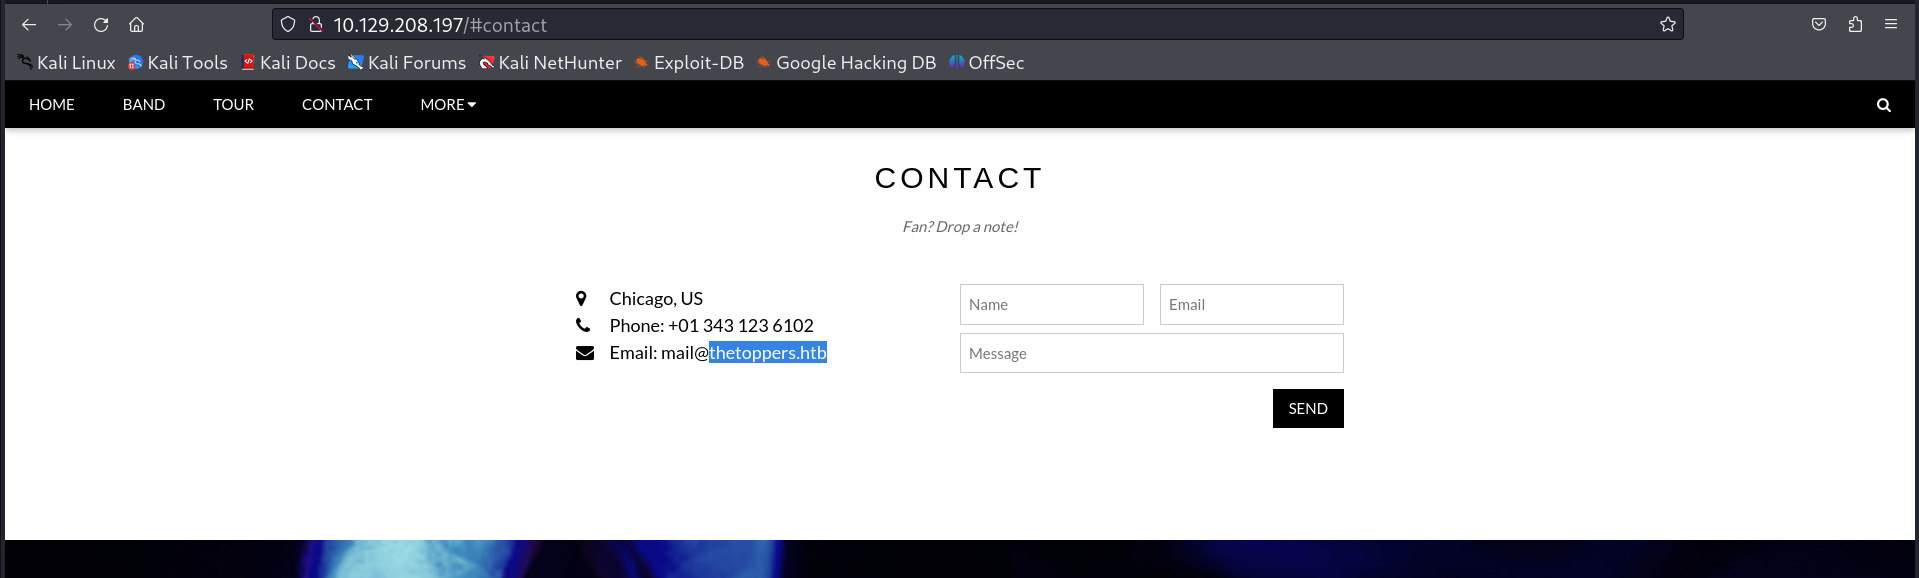 10.129.208.197/#contact
Kali Linux Kali Tools Kali Docs Kali Forums Kali NetHunter Exploit-DB Google Hacking DB OffSec
HOME BAND TOUR CONTACT MORE
CONTACT
Fan? Drop a note!
Chicago, US
Phone: +01 343 123 6102
Email: mail@thetoppers.htb
Name Email
Message
SEND